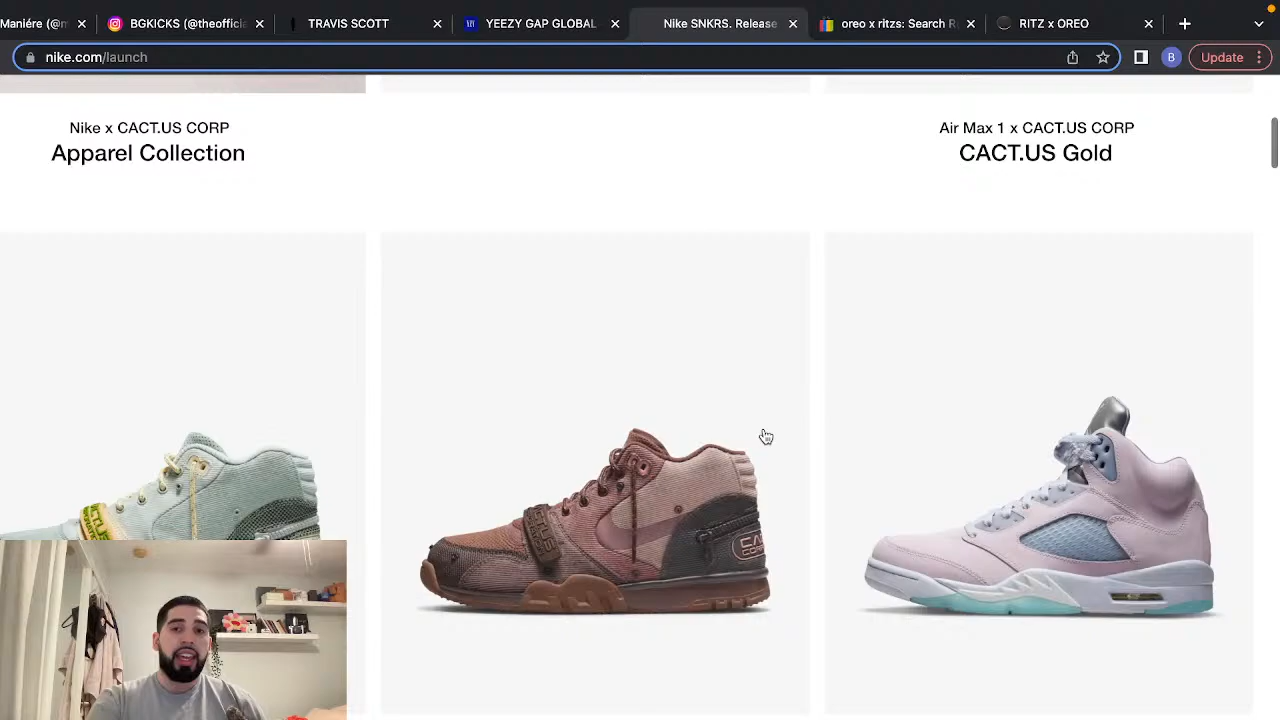 Maniére (@m
BGKICKS (@theofficia
TRAVIS SCOTT
YEEZY GAP GLOBAL
Nike SNKRS. Release
oreo x ritzs: Search R
RITZ x OREO
nike.com/launch
B
Update
Nike x CACT.US CORP
Apparel Collection
Air Max 1 x CACT.US CORP
CACT.US Gold